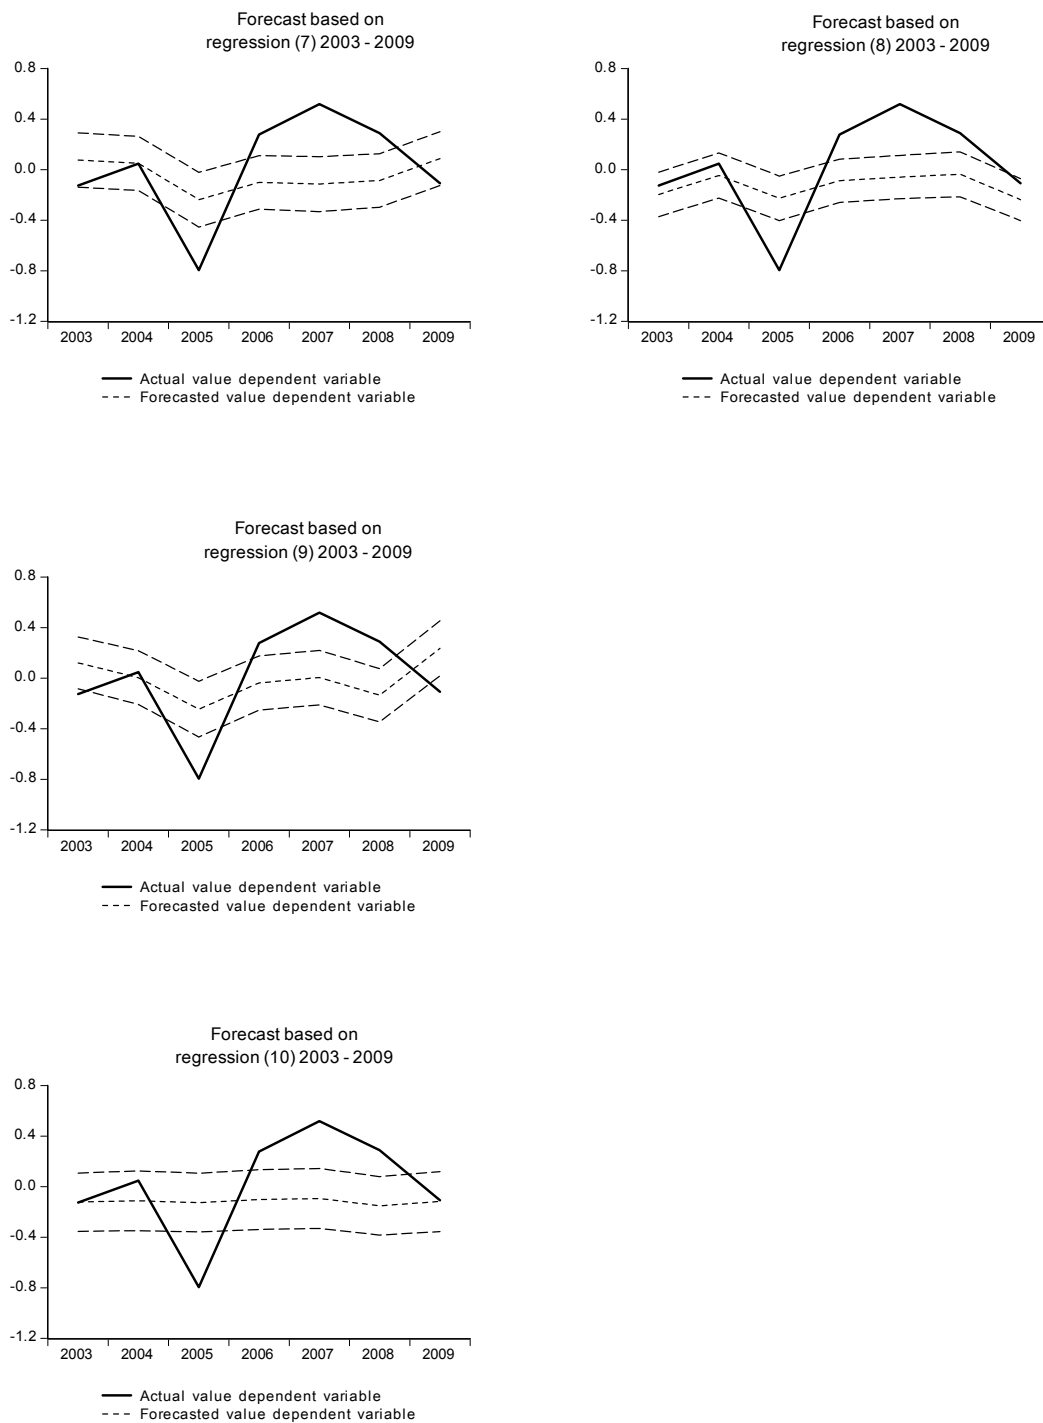 Forecast based on
regression (7) 2003 - 2009
0.8
0.4
0.0
-0.4
-0.8
-1.2
2003 2004 2005 2006 2007 2008 2009
Actual value dependent variable
Forecasted value dependent variable
Forecast based on
regression (8) 2003 - 2009
0.8
0.4
0.0
-0.4
-0.8
-1.2
2003 2004 2005 2006 2007 2008 2009
Actual value dependent variable
Forecasted value dependent variable
Forecast based on
regression (9) 2003 - 2009
0.8
0.4
0.0
-0.4
-0.8
-1.2
2003 2004 2005 2006 2007 2008 2009
Actual value dependent variable
Forecasted value dependent variable
Forecast based on
regression (10) 2003 - 2009
0.8
0.4
0.0
-0.4
-0.8
-1.2
2003 2004 2005 2006 2007 2008 2009
Actual value dependent variable
Forecasted value dependent variable